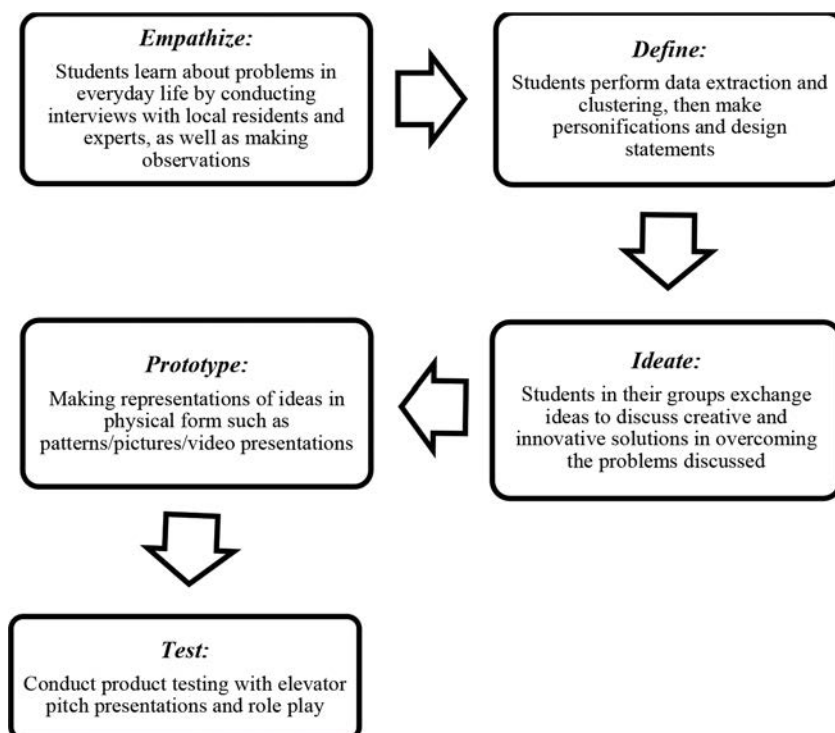 Empathize:
Students learn about problems in
everyday life by conducting
interviews with local residents and
experts, as well as making
observations
Define:
Students perform data extraction and
clustering, then make
personifications and design
statements
Ideate:
Students in their groups exchange
ideas to discuss creative and
innovative solutions in overcoming
the problems discussed
Prototype:
Making representations of ideas in
physical form such as
patterns/pictures/video presentations
Test:
Conduct product testing with elevator
pitch presentations and role play